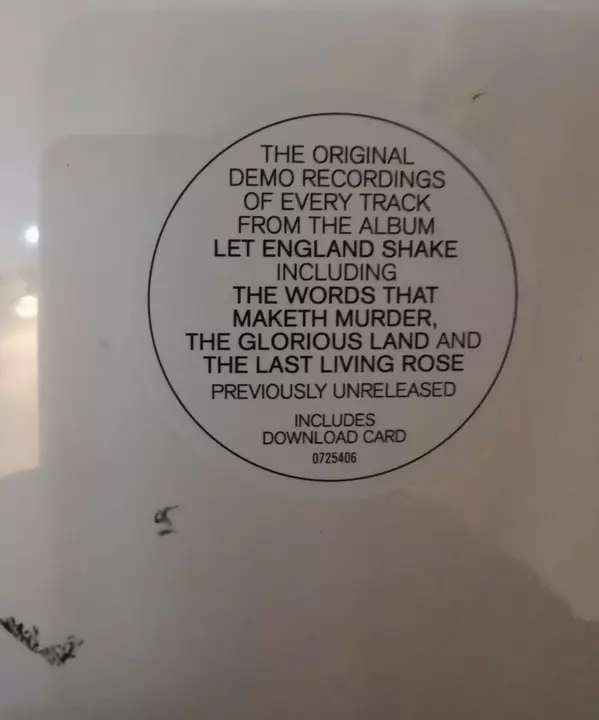 THE ORIGINAL
DEMO RECORDINGS
OF EVERY TRACK
FROM THE ALBUM
LET ENGLAND SHAKE
INCLUDING
THE WORDS THAT
MAKETH MURDER,
THE GLORIOUS LAND AND
THE LAST LIVING ROSE
PREVIOUSLY UNRELEASED
INCLUDES
DOWNLOAD CARD
0725406